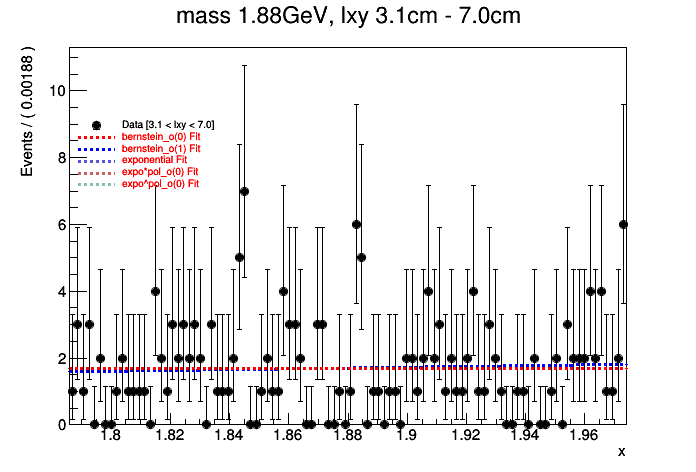 mass 1.88GeV, lxy 3.1cm - 7.0cm
Events / ( 0.00188 )
10
8
6
4
2
0
Data [3.1 < lxy < 7.0]
bernstein_o(0) Fit
bernstein_o(1) Fit
exponential Fit
expo*pol_o(0) Fit
expo^pol_o(0) Fit
1.8 1.82 1.84 1.86 1.88 1.9 1.92 1.94 1.96
x